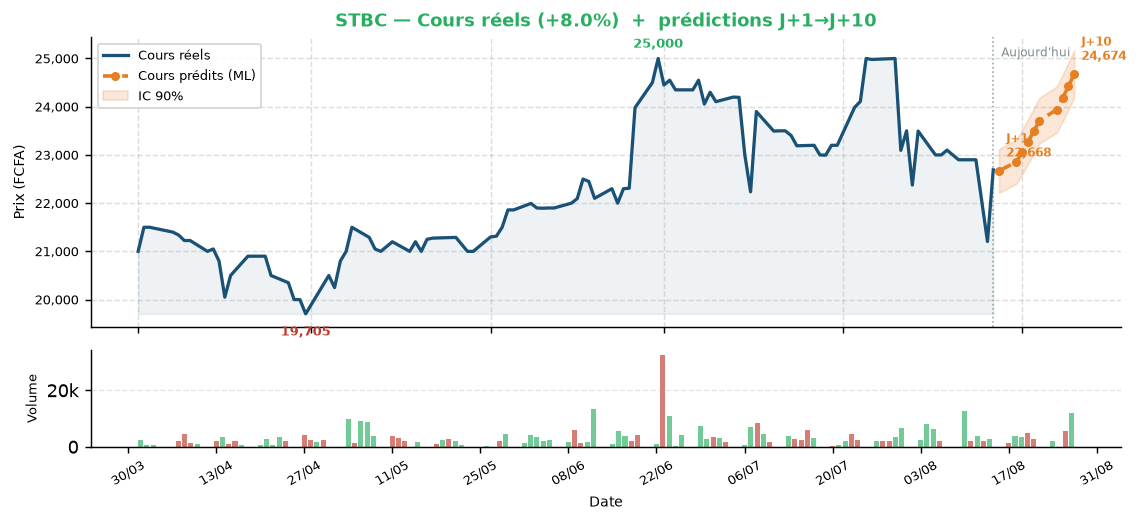 STBC — Cours réels (+8.0%)  +  prédictions J+1→J+10
Cours réels
Cours prédits (ML)
IC 90%
25,000
Aujourd'hui
J+10
24,674
J+1
22,668
19,705
Prix (FCFA)
25,000
24,000
23,000
22,000
21,000
20,000
Volume
20k
0
30/03
13/04
27/04
11/05
25/05
08/06
22/06
06/07
20/07
03/08
17/08
31/08
Date